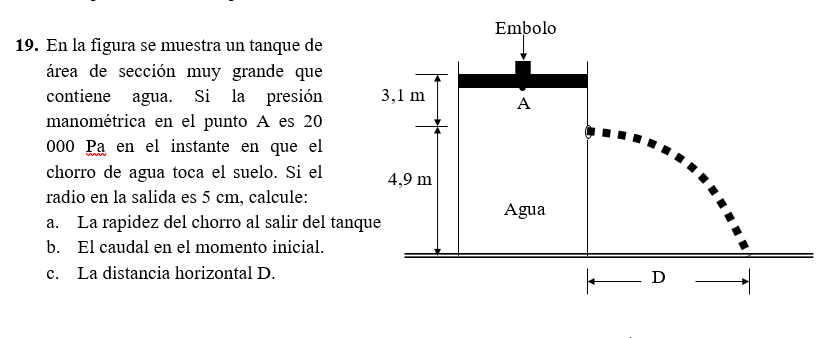 19. En la figura se muestra un tanque de
área de sección muy grande que
contiene agua. Si la presión
manométrica en el punto A es 20
000 Pa en el instante en que el
chorro de agua toca el suelo. Si el
radio en la salida es 5 cm, calcule:
a. La rapidez del chorro al salir del tanque
b. El caudal en el momento inicial.
c. La distancia horizontal D.
Embolo
3,1 m
A
4,9 m
Agua
D